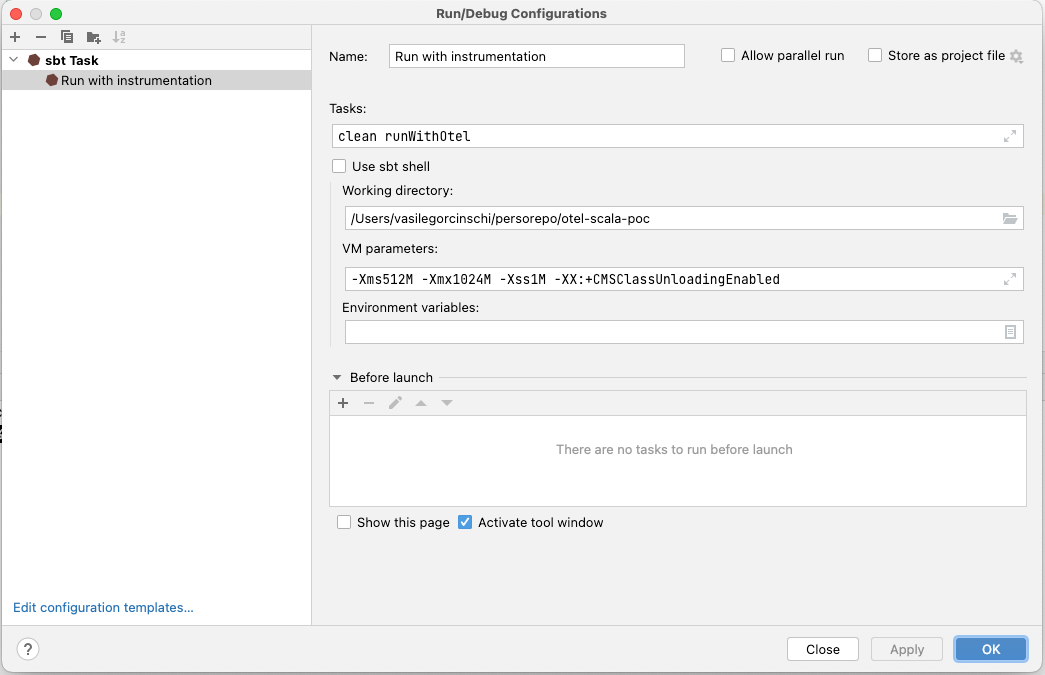 Run/Debug Configurations
sbt Task
Run with instrumentation
Name:
Run with instrumentation
Allow parallel run
Store as project file
Tasks:
clean runWithOtel
Use sbt shell
Working directory:
/Users/vasilegorcinschi/persorepo/otel-scala-poc
VM parameters:
-Xms512M -Xmx1024M -Xss1M -XX:+CMSClassUnloadingEnabled
Environment variables:
Before launch
There are no tasks to run before launch
Show this page
Activate tool window
Edit configuration templates...
?
Close
Apply
OK